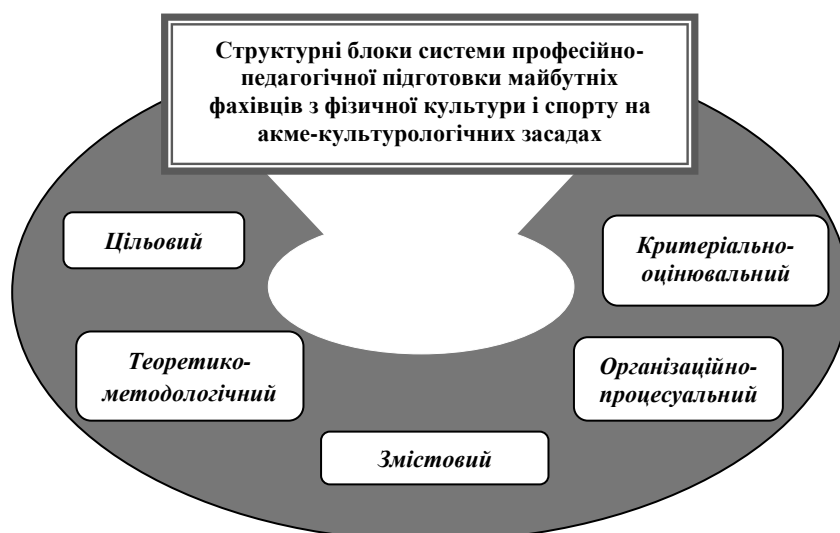 Структурні блоки системи професійно-
педагогічної підготовки майбутніх
фахівців з фізичної культури і спорту на
акме-культурологічних засадах
Цільовий
Теоретико-
методологічний
Змістовий
Організаційно-
процесуальний
Критеріально-
оцінювальний